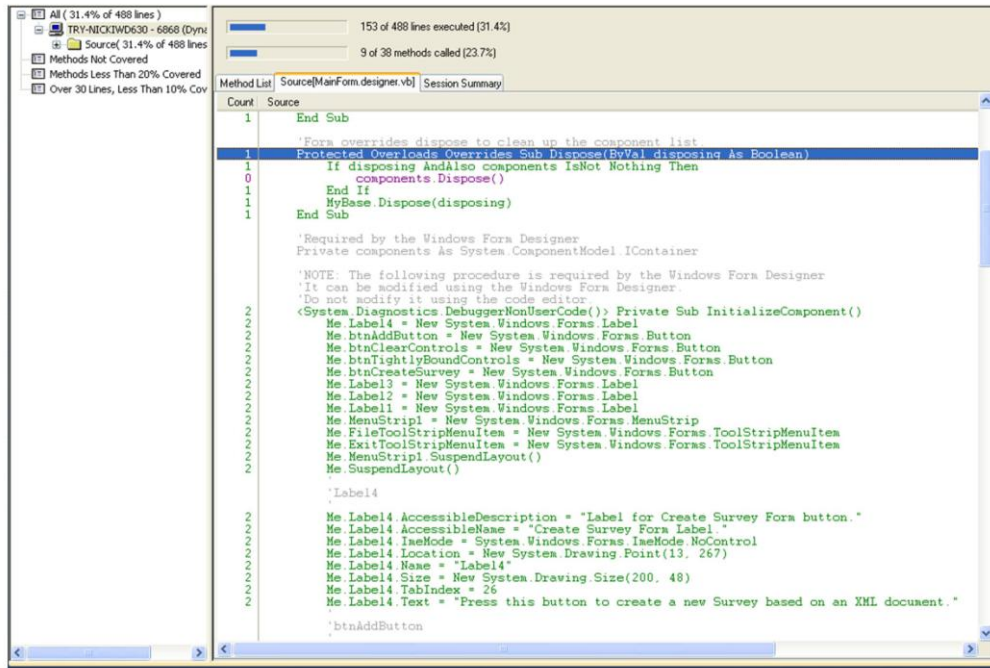 All ( 31.4% of 488 lines )
TRY-NICKIWD630 - 6868 (Dyna
Source( 31.4% of 488 lines
Methods Not Covered
Methods Less Than 20% Covered
Over 30 Lines, Less Than 10% Cov
153 of 488 lines executed (31.4%)
9 of 38 methods called (23.7%)
Method List Source[MainForm.designer.vb] Session Summary
Count Source
1 End Sub
'Form overrides dispose to clean up the component list.
1 Protected Overloads Overrides Sub Dispose(ByVal disposing As Boolean)
1 If disposing AndAlso components IsNot Nothing Then
0 components.Dispose()
1 End If
1 MyBase.Dispose(disposing)
1 End Sub
'Required by the Windows Form Designer
Private components As System.ComponentModel.IContainer
'NOTE: The following procedure is required by the Windows Form Designer
'It can be modified using the Windows Form Designer.
'Do not modify it using the code editor.
2 <System.Diagnostics.DebuggerNonUserCode()> Private Sub InitializeComponent()
2 Me.Label4 = New System.Windows.Forms.Label
2 Me.btnAddButton = New System.Windows.Forms.Button
2 Me.btnClearControls = New System.Windows.Forms.Button
2 Me.btnTightlyBoundControls = New System.Windows.Forms.Button
2 Me.btnCreateSurvey = New System.Windows.Forms.Button
2 Me.Label3 = New System.Windows.Forms.Label
2 Me.Label2 = New System.Windows.Forms.Label
2 Me.Label1 = New System.Windows.Forms.Label
2 Me.MenuStrip1 = New System.Windows.Forms.MenuStrip
2 Me.FileToolStripMenuItem = New System.Windows.Forms.ToolStripMenuItem
2 Me.ExitToolStripMenuItem = New System.Windows.Forms.ToolStripMenuItem
2 Me.MenuStrip1.SuspendLayout()
2 Me.SuspendLayout()
'
'Label4
'
2 Me.Label4.AccessibleDescription = "Label for Create Survey Form button."
2 Me.Label4.AccessibleName = "Create Survey Form Label."
2 Me.Label4.ImeMode = System.Windows.Forms.ImeMode.NoControl
2 Me.Label4.Location = New System.Drawing.Point(13, 267)
2 Me.Label4.Name = "Label4"
2 Me.Label4.Size = New System.Drawing.Size(200, 48)
2 Me.Label4.TabIndex = 26
2 Me.Label4.Text = "Press this button to create a new Survey based on an XML document."
'
'btnAddButton
'